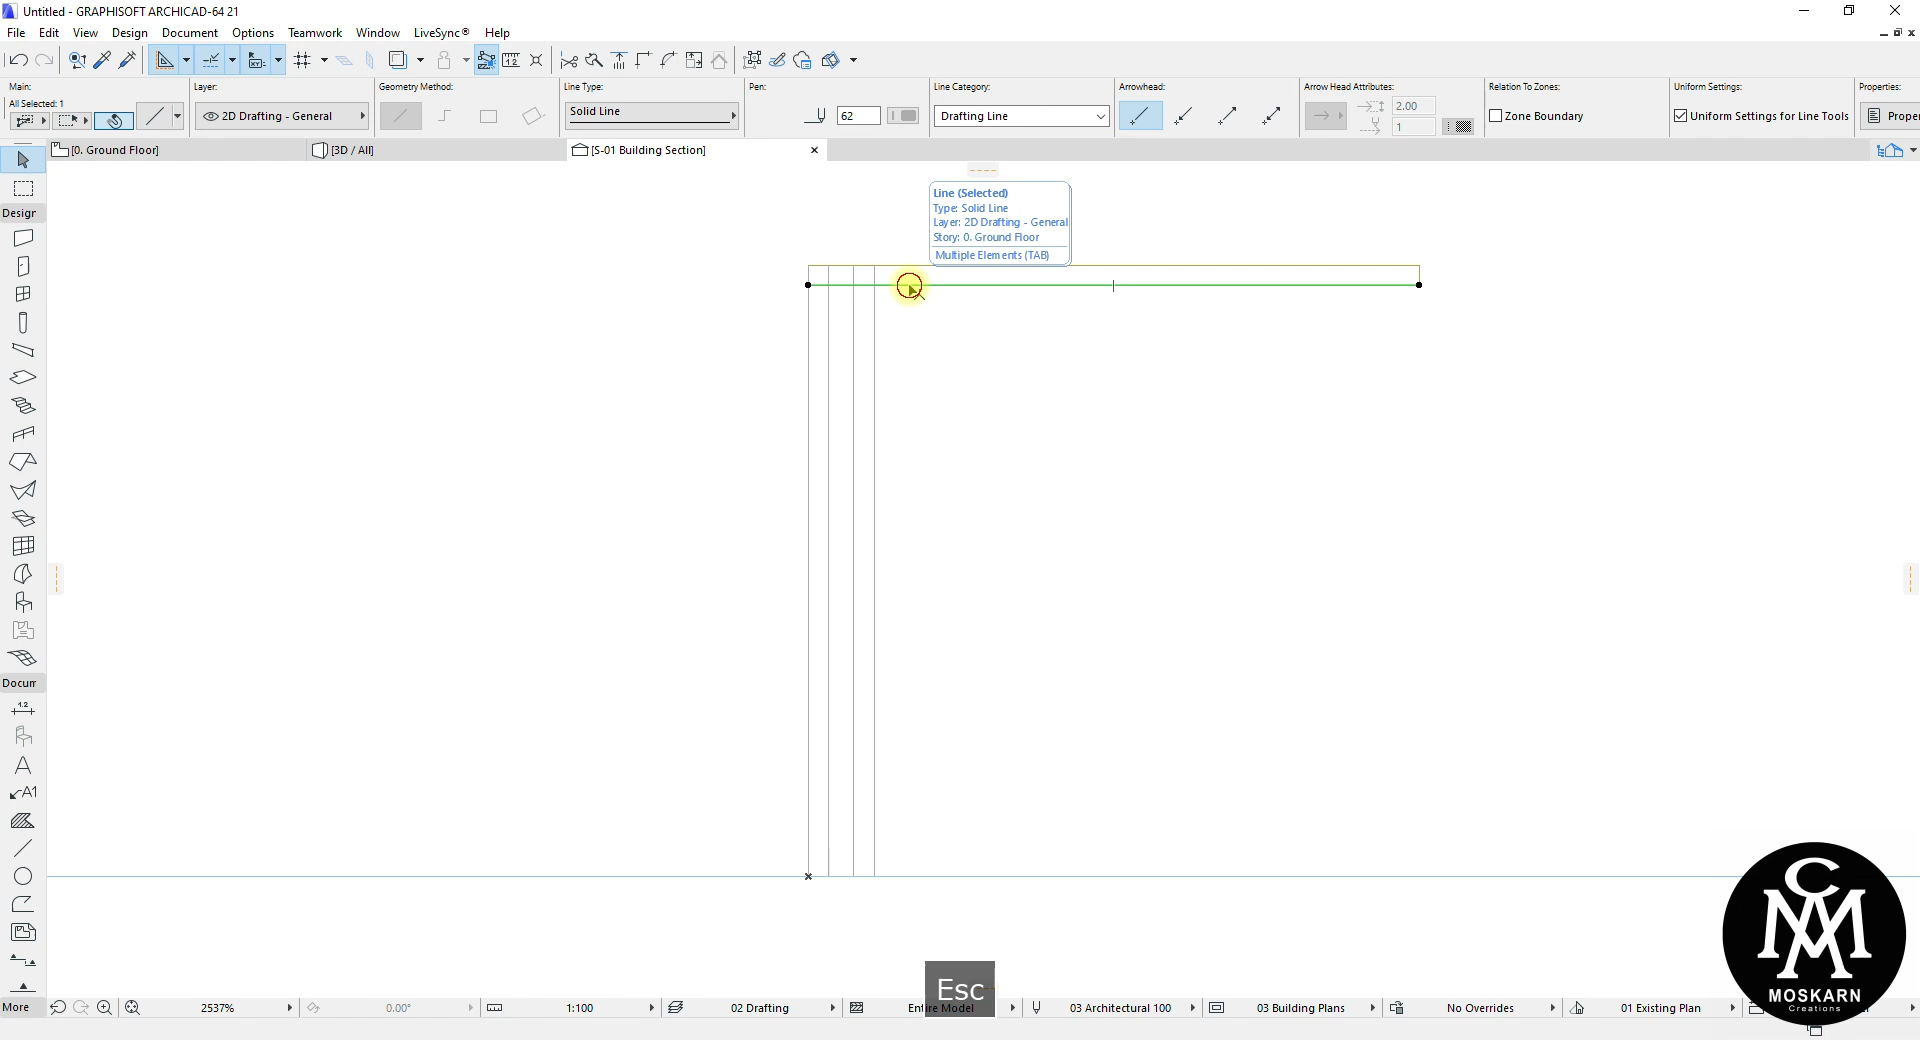 Untitled - GRAPHISOFT ARCHICAD-64 21
File Edit View Design Document Options Teamwork Window LiveSync® Help
Main: Layer: Geometry Method: Line Type: Pen: Line Category: Arrowhead: Arrow Head Attributes: Relation To Zones: Uniform Settings: Properties:
All Selected: 1
2D Drafting - General Solid Line 62 Drafting Line 2.00 1 Zone Boundary Uniform Settings for Line Tools Proper
[0. Ground Floor] [3D / All] [S-01 Building Section]
Line (Selected)
Type: Solid Line
Layer: 2D Drafting - General
Story: 0. Ground Floor
Multiple Elements (TAB)
Design
1.2
A
A1
Docum
Esc
MOSKARN
Creations
More 2537% 0.00° 1:100 02 Drafting Entire Model 03 Architectural 100 03 Building Plans No Overrides 01 Existing Plan